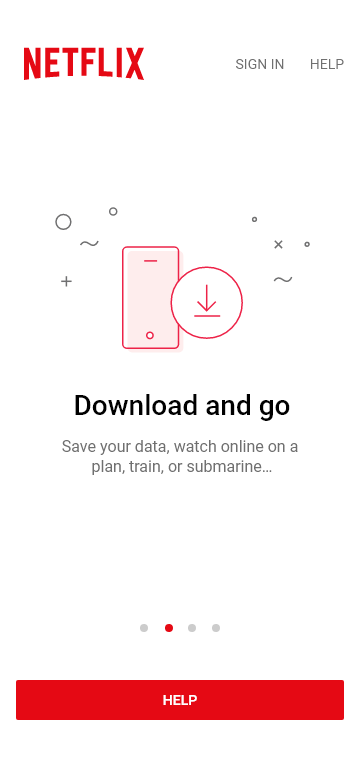 NETFLIX
SIGN IN
HELP
Download and go
Save your data, watch online on a
plan, train, or submarine...
HELP